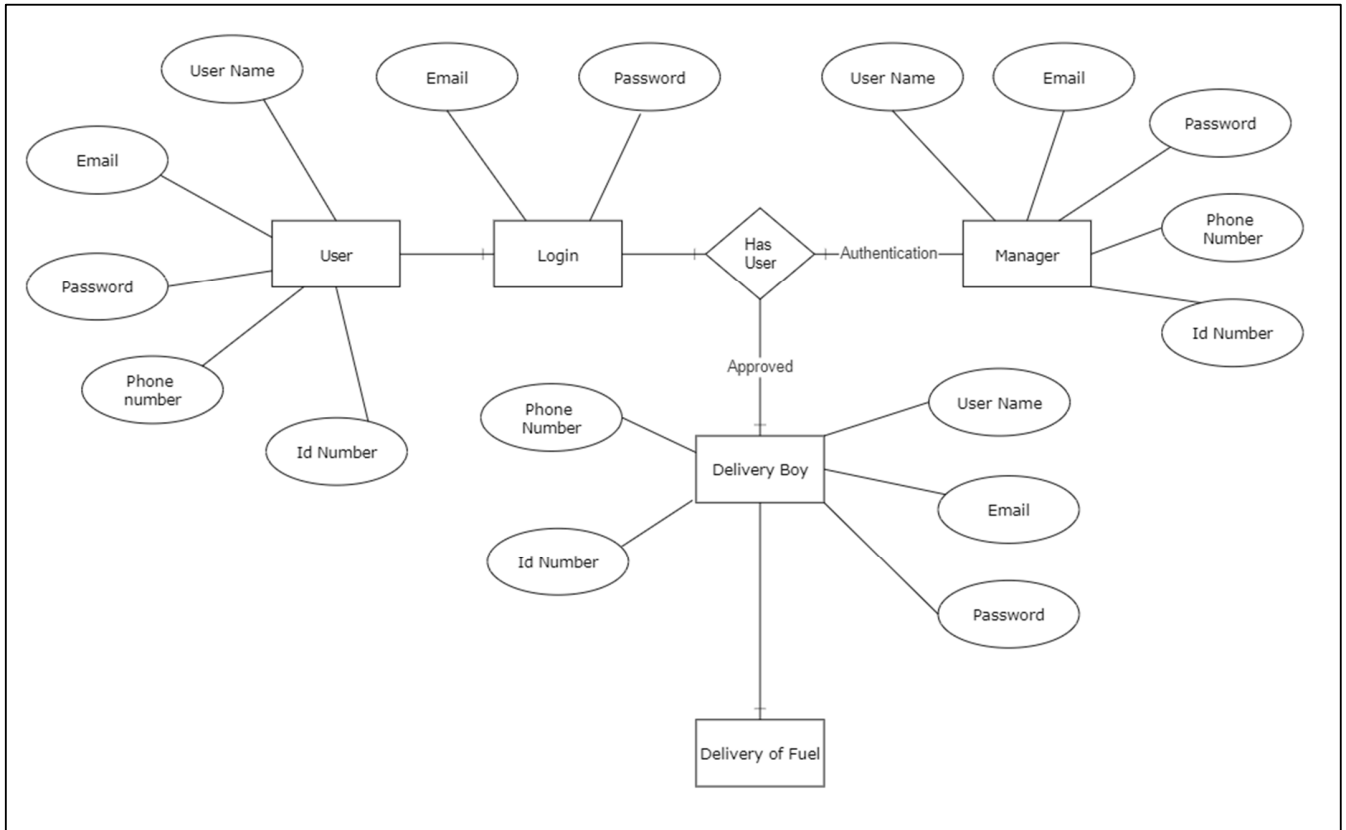 User Name
Email
Password
User Name
Email
Password
Email
Phone
Number
User
Login
Has
User
Authentication
Manager
Password
Id Number
Phone
number
Approved
Phone
Number
User Name
Id Number
Delivery Boy
Email
Id Number
Password
Delivery of Fuel